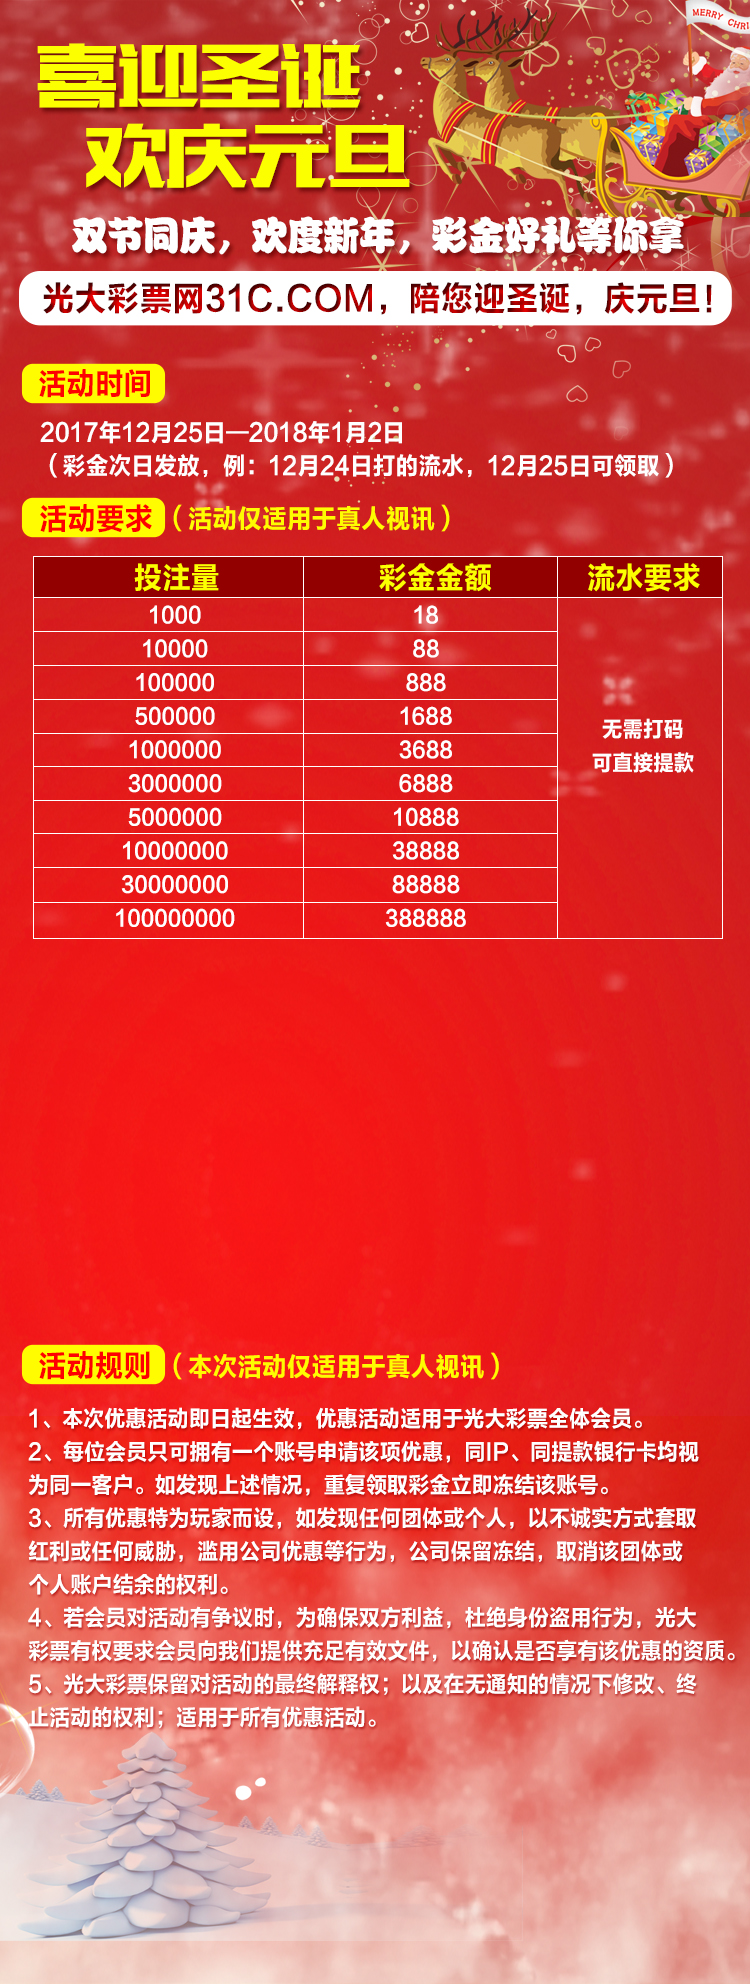 MERRY CHRI
喜迎圣诞
欢庆元旦
双节同庆，欢度新年，彩金好礼等你拿
光大彩票网31C.COM，陪您迎圣诞，庆元旦！
活动时间
2017年12月25日—2018年1月2日
（彩金次日发放，例：12月24日打的流水，12月25日可领取）
活动要求（活动仅适用于真人视讯）
投注量 彩金金额 流水要求
1000 18
10000 88
100000 888
500000 1688
无需打码
1000000 3688
可直接提款
3000000 6888
5000000 10888
10000000 38888
30000000 88888
100000000 388888
活动规则（本次活动仅适用于真人视讯）
1、本次优惠活动即日起生效，优惠活动适用于光大彩票全体会员。
2、每位会员只可拥有一个账号申请该项优惠，同IP、同提款银行卡均视
为同一客户。如发现上述情况，重复领取彩金立即冻结该账号。
3、所有优惠特为玩家而设，如发现任何团体或个人，以不诚实方式套取
红利或任何威胁，滥用公司优惠等行为，公司保留冻结，取消该团体或
个人账户结余的权利。
4、若会员对活动有争议时，为确保双方利益，杜绝身份盗用行为，光大
彩票有权要求会员向我们提供充足有效文件，以确认是否享有该优惠的资质。
5、光大彩票保留对活动的最终解释权；以及在无通知的情况下修改、终
止活动的权利；适用于所有优惠活动。